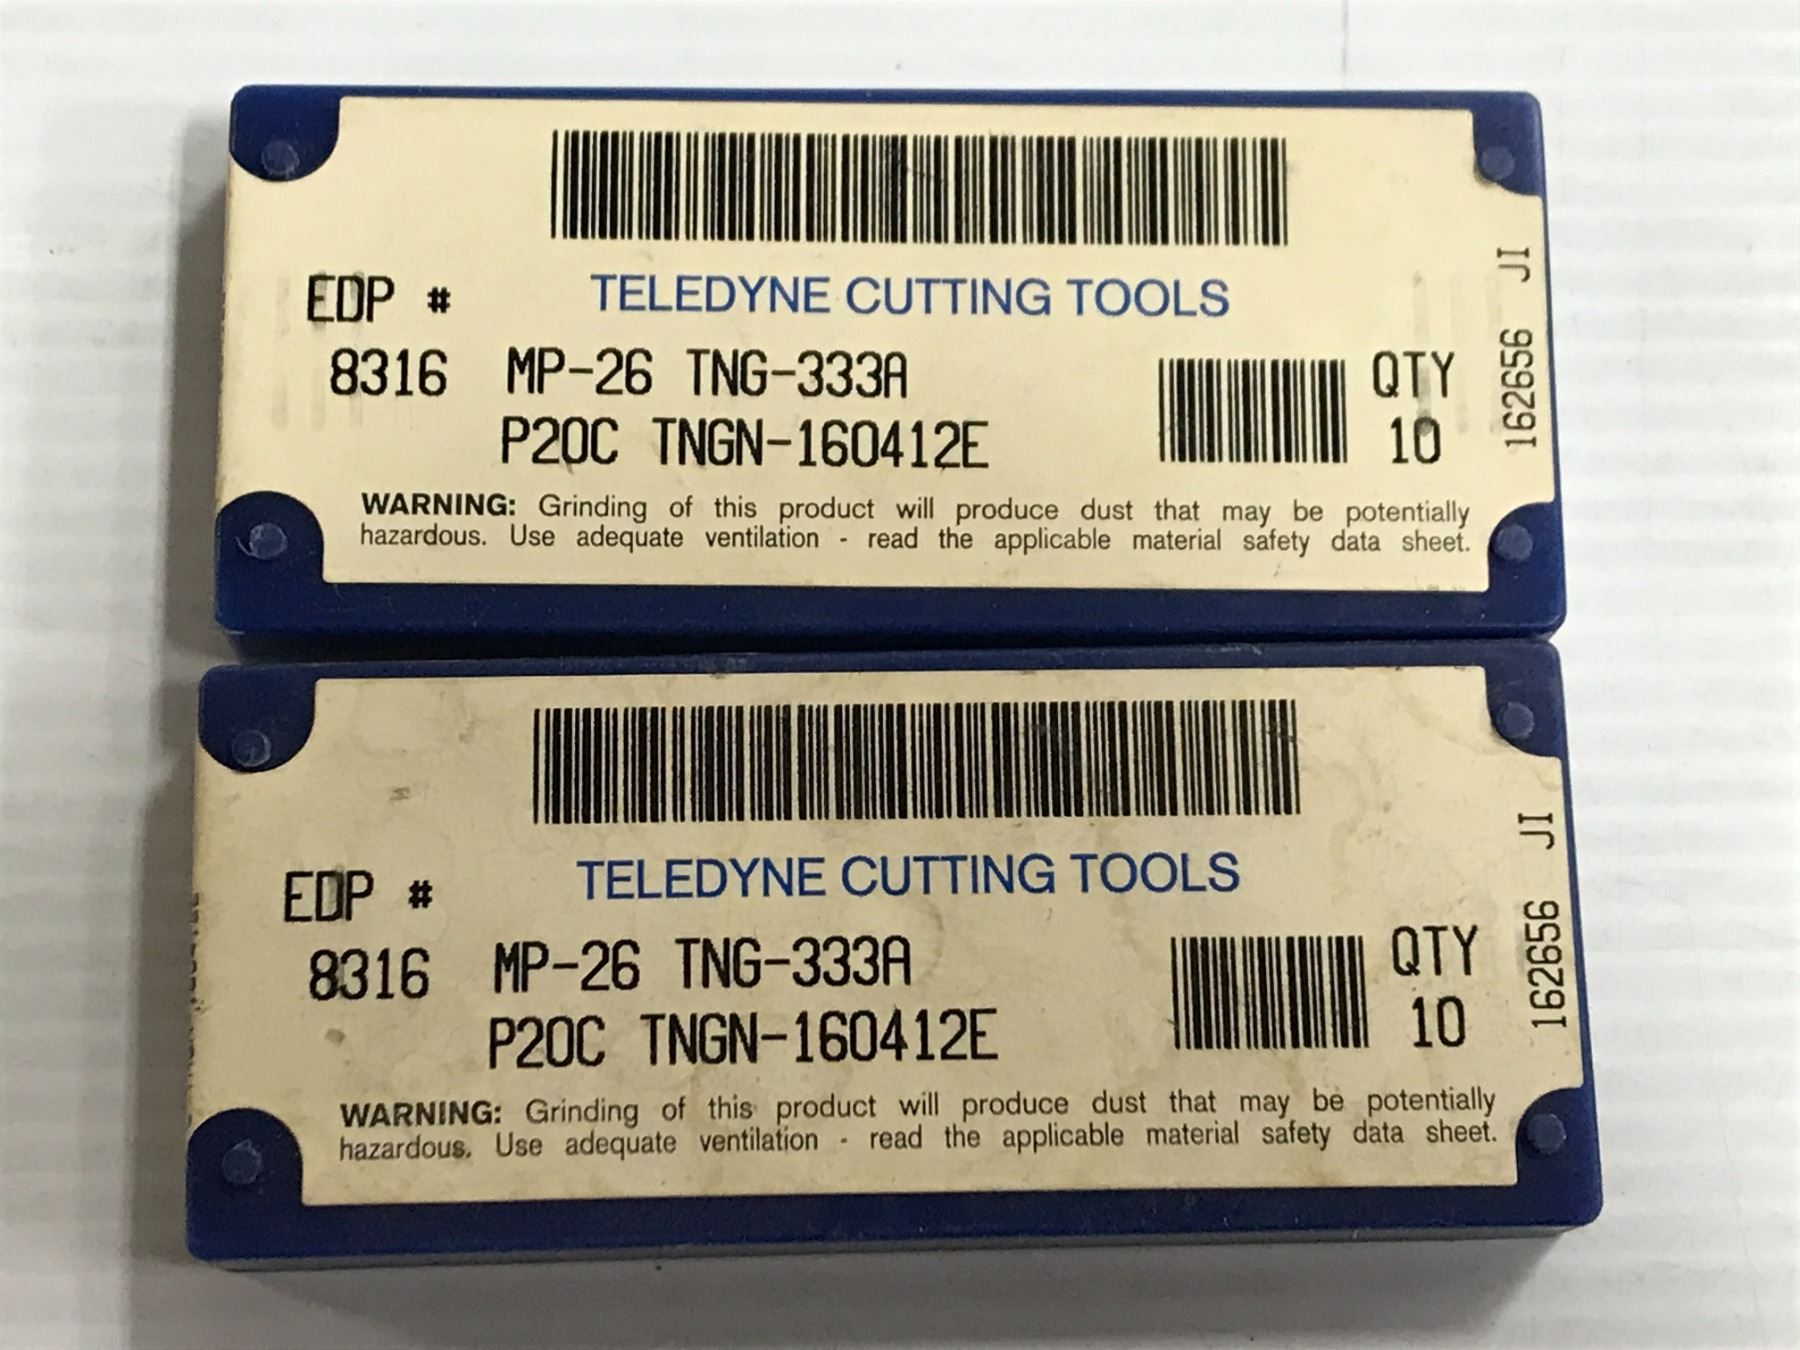 TELEDYNE CUTTING TOOLS
EDP #
8316 MP-26 TNG-333A
P20C TNGN-160412E
QTY
10
162656 JI
WARNING: Grinding of this product will produce dust that may be potentially
hazardous. Use adequate ventilation - read the applicable material safety data sheet.
TELEDYNE CUTTING TOOLS
EDP #
8316 MP-26 TNG-333A
P20C TNGN-160412E
QTY
10
162656 JI
WARNING: Grinding of this product will produce dust that may be potentially
hazardous. Use adequate ventilation - read the applicable material safety data sheet.